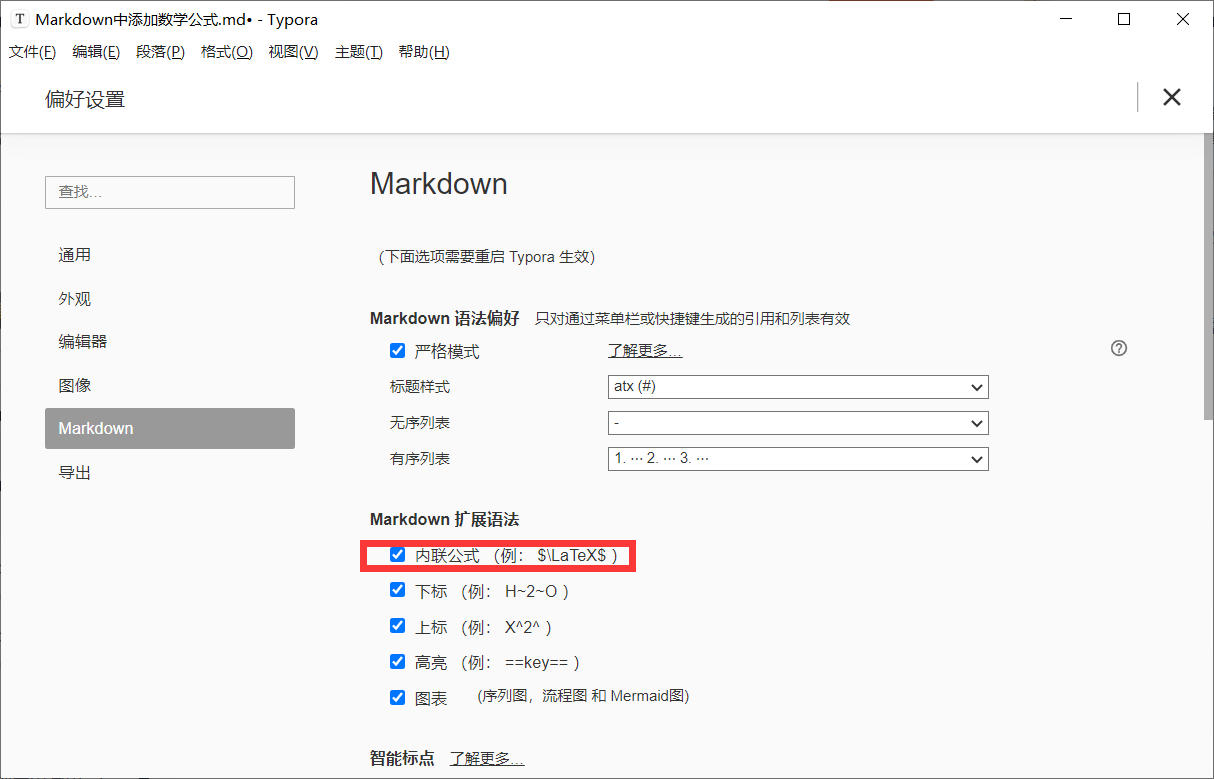 T Markdown中添加数学公式.md• - Typora
文件(F) 编辑(E) 段落(P) 格式(O) 视图(V) 主题(T) 帮助(H)
偏好设置
查找...
通用
外观
编辑器
图像
Markdown
导出
Markdown
(下面选项需要重启 Typora 生效)
Markdown 语法偏好 只对通过菜单栏或快捷键生成的引用和列表有效
严格模式 了解更多...
标题样式 atx (#)
无序列表 -
有序列表 1. ··· 2. ··· 3. ···
Markdown 扩展语法
内联公式 (例： $\LaTeX$ )
下标 (例： H~2~O )
上标 (例： X^2^ )
高亮 (例： ==key== )
图表 (序列图，流程图 和 Mermaid图)
智能标点 了解更多...